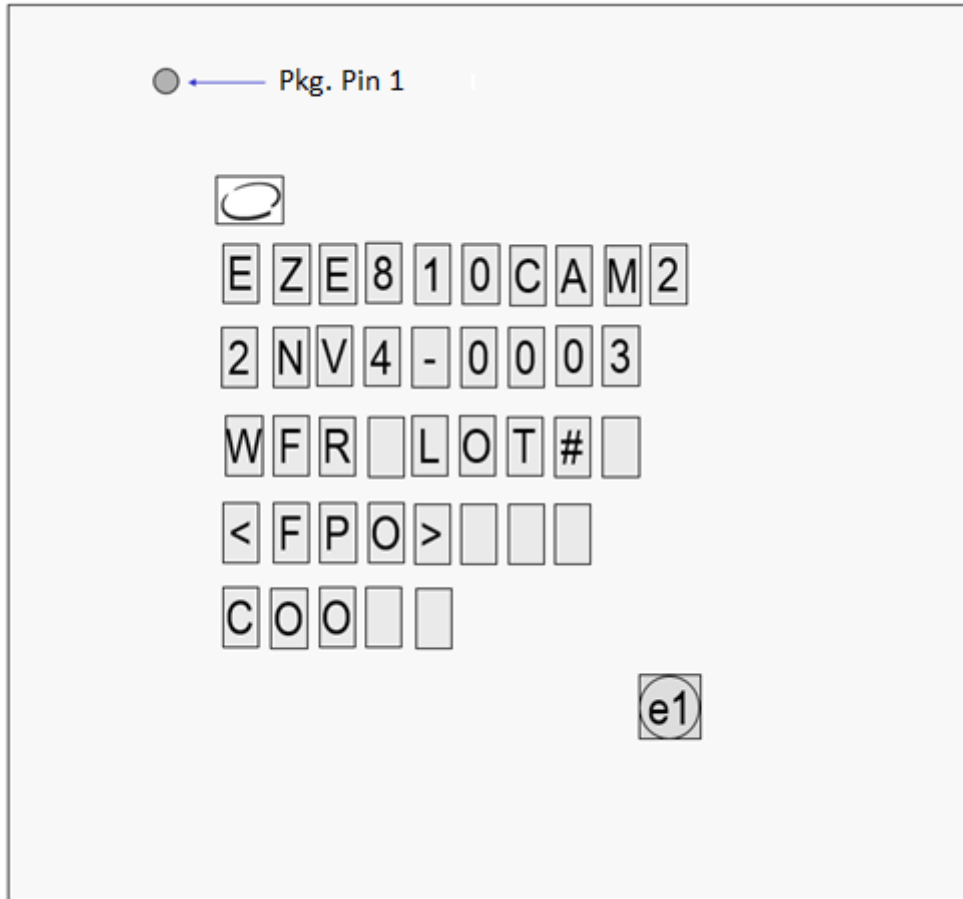 Pkg. Pin 1
EZE810CAM2
2NV4-0003
WFR LOT#
<FPO>
COO
e1